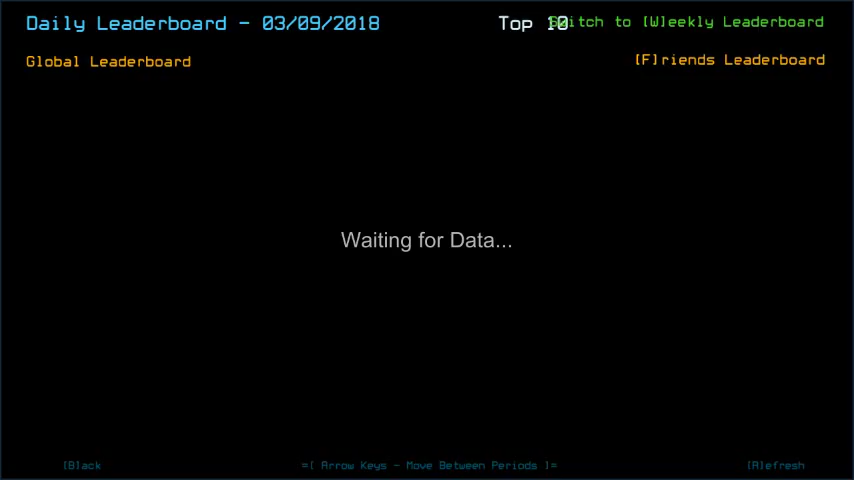 Daily Leaderboard - 03/09/2018
Top 10
Switch to [W]eekly Leaderboard
Global Leaderboard
[F]riends Leaderboard
Waiting for Data...
[B]ack
=[ Arrow Keys - Move Between Periods ]=
[R]efresh